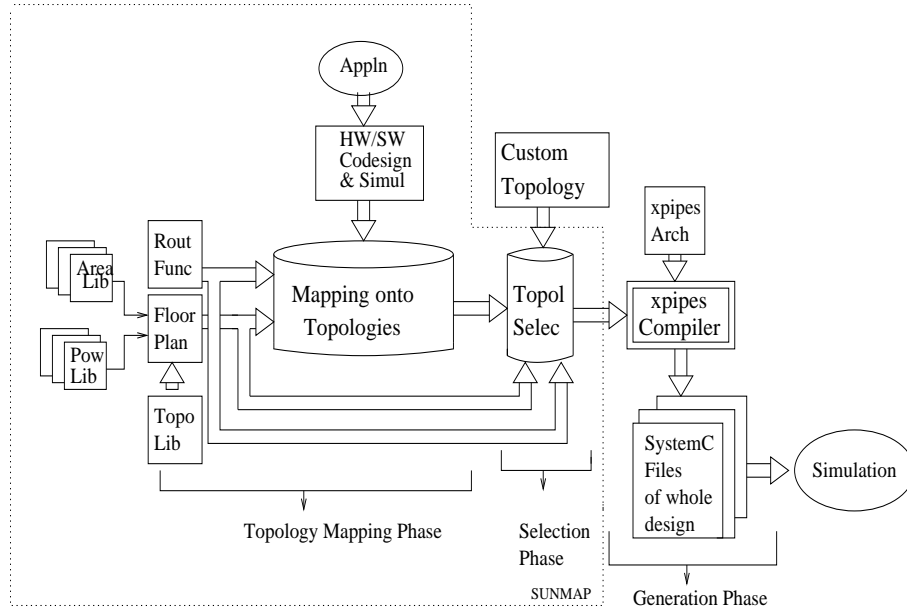 Appln
HW/SW
Codesign
& Simul
Custom
Topology
xpipes
Arch
Rout
Func
Area
Lib
Mapping onto
Topologies
Topol
Selec
xpipes
Compiler
Floor
Plan
Pow
Lib
Topo
Lib
SystemC
Files
of whole
design
Simulation
Topology Mapping Phase
Selection
Phase
SUNMAP
Generation Phase